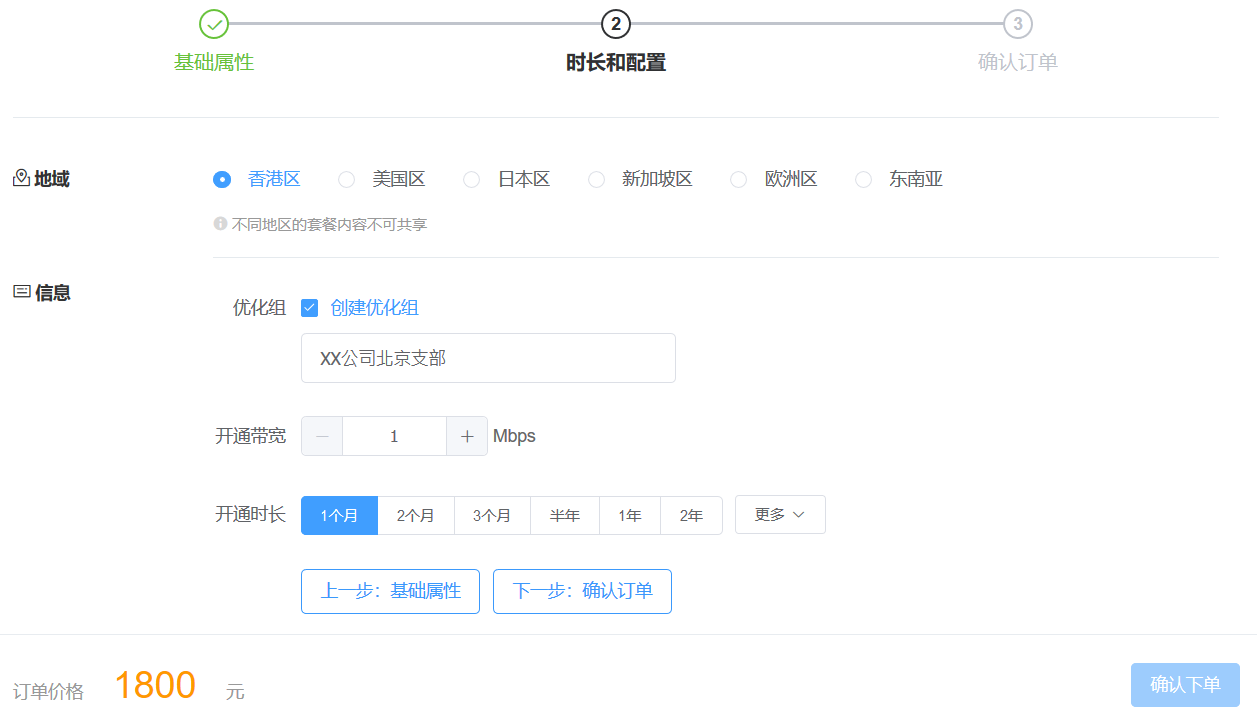 2 3
基础属性 时长和配置 确认订单
地域 香港区 美国区 日本区 新加坡区 欧洲区 东南亚
不同地区的套餐内容不可共享
信息
优化组 创建优化组
XX公司北京支部
开通带宽 1 Mbps
开通时长 1个月 2个月 3个月 半年 1年 2年 更多
上一步：基础属性 下一步：确认订单
订单价格 1800 元 确认下单